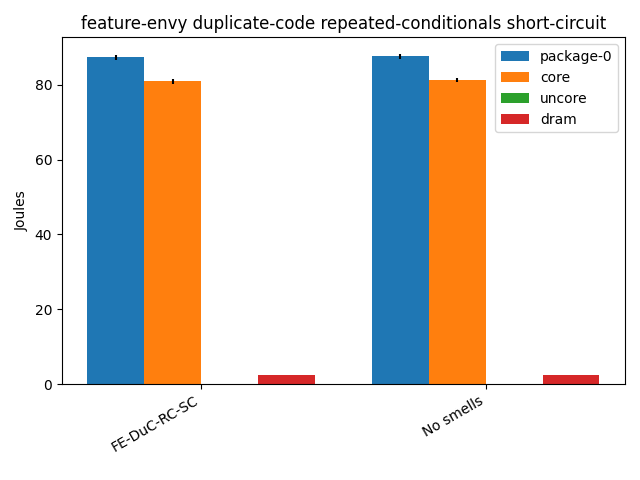 feature-envy duplicate-code repeated-conditionals short-circuit
package-0
core
uncore
dram
Joules
80
60
40
20
0
FE-DuC-RC-SC
No smells